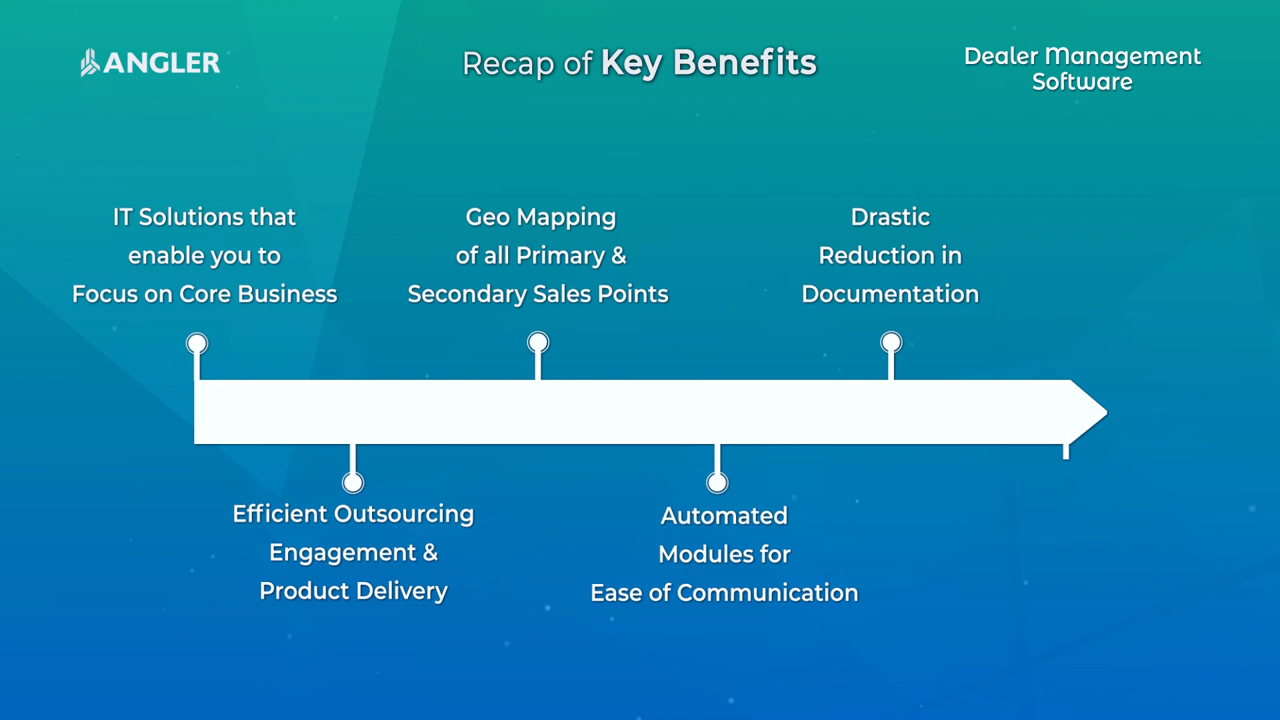 ANGLER
Recap of Key Benefits
Dealer Management
Software
IT Solutions that
enable you to
Focus on Core Business
Geo Mapping
of all Primary &
Secondary Sales Points
Drastic
Reduction in
Documentation
Efficient Outsourcing
Engagement &
Product Delivery
Automated
Modules for
Ease of Communication